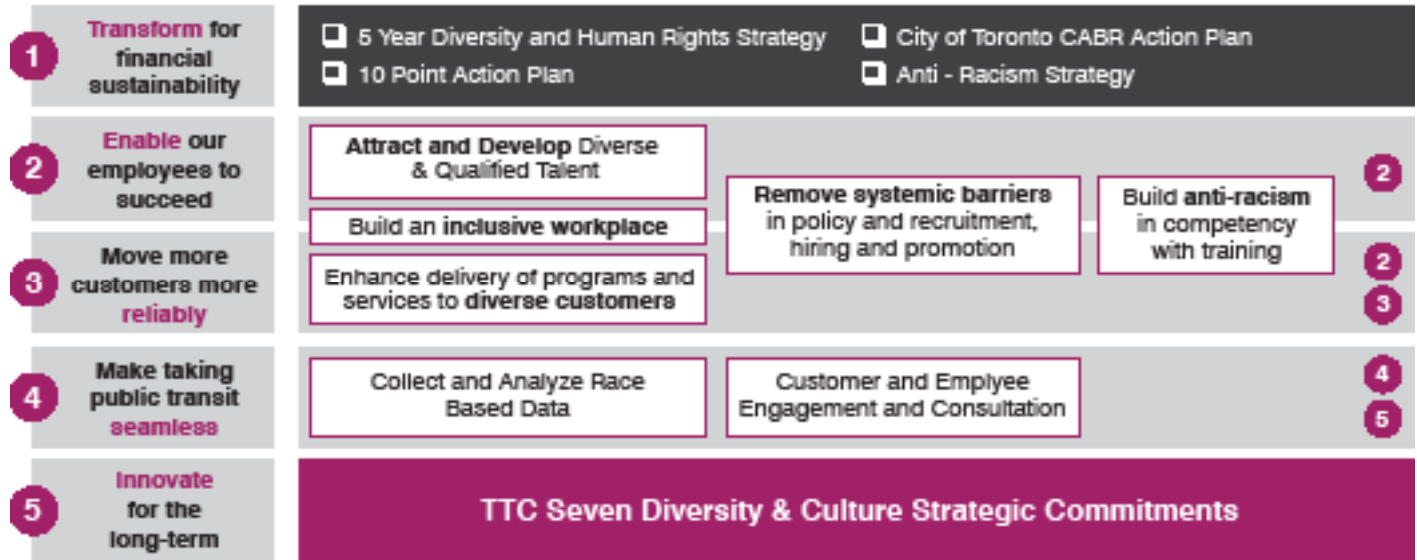 1
Transform for
financial
sustainability
❑ 5 Year Diversity and Human Rights Strategy
❑ 10 Point Action Plan
❑ City of Toronto CABR Action Plan
❑ Anti - Racism Strategy
2
Enable our
employees to
succeed
Attract and Develop Diverse
& Qualified Talent
Build an inclusive workplace
Remove systemic barriers
in policy and recruitment,
hiring and promotion
Build anti-racism
in competency
with training
2
3
Move more
customers more
reliably
Enhance delivery of programs and
services to diverse customers
2
3
4
Make taking
public transit
seamless
Collect and Analyze Race
Based Data
Customer and Emplyee
Engagement and Consultation
4
5
5
Innovate
for the
long-term
TTC Seven Diversity & Culture Strategic Commitments